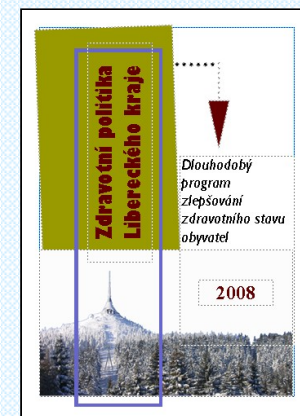 Zdravotní politika
Libereckého kraje
Dlouhodobý
program
zlepšování
zdravotního stavu
obyvatel
2008